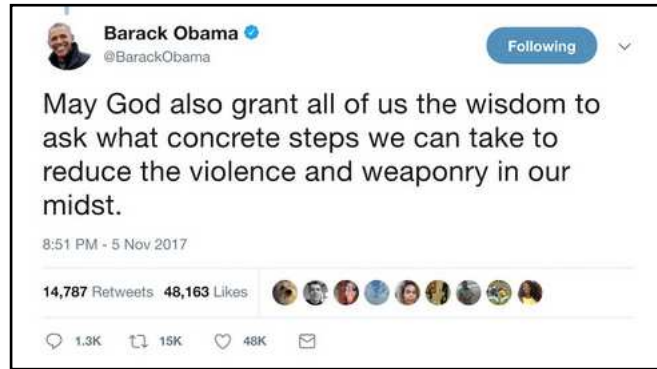 Barack Obama
@BarackObama
Following
May God also grant all of us the wisdom to
ask what concrete steps we can take to
reduce the violence and weaponry in our
midst.
8:51 PM - 5 Nov 2017
14,787 Retweets 48,163 Likes
1.3K 15K 48K